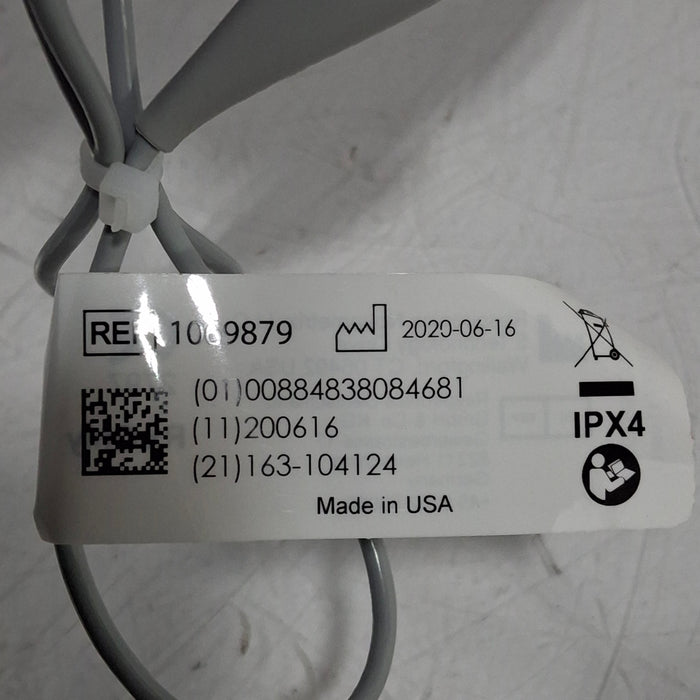 REF 1069879
2020-06-16
(01)00884838084681
(11)200616
(21)163-104124
Made in USA
IPX4